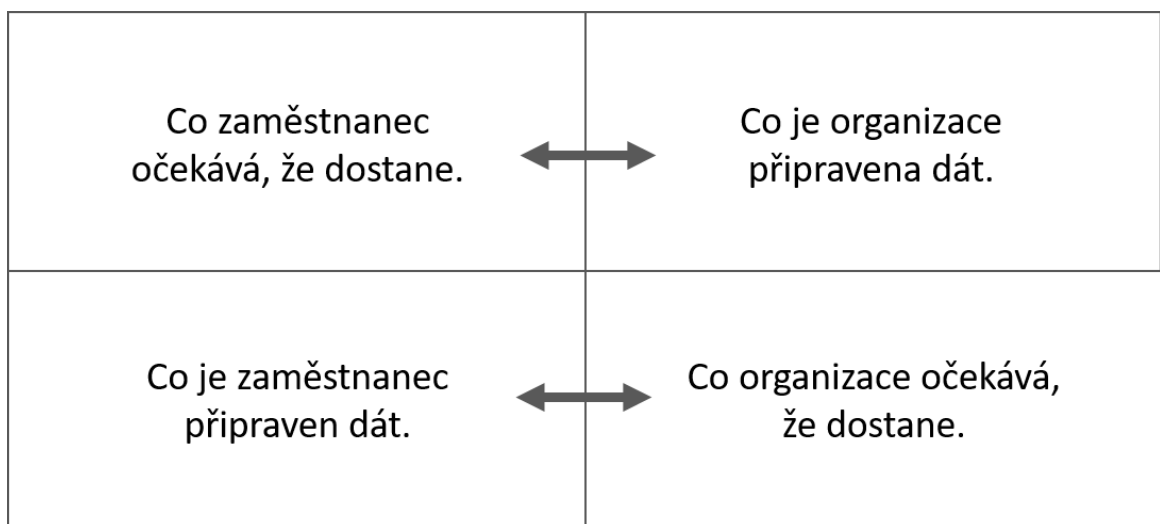 Co zaměstnanec
očekává, že dostane.
Co je organizace
připravena dát.
Co je zaměstnanec
připraven dát.
Co organizace očekává,
že dostane.